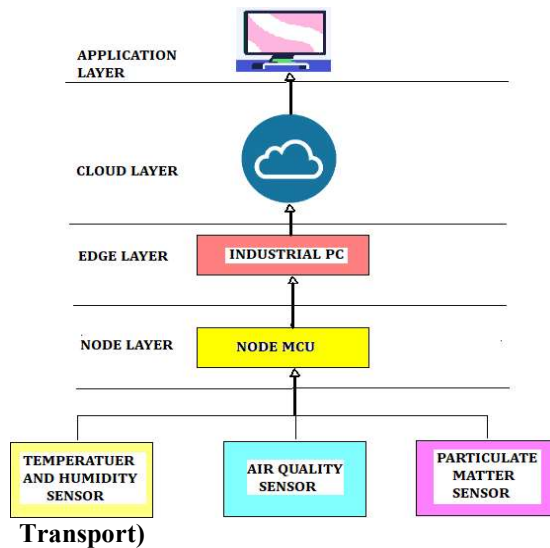 APPLICATION
LAYER
CLOUD LAYER
EDGE LAYER
INDUSTRIAL PC
NODE LAYER
NODE MCU
TEMPERATUER
AND HUMIDITY
SENSOR
AIR QUALITY
SENSOR
PARTICULATE
MATTER
SENSOR
Transport)